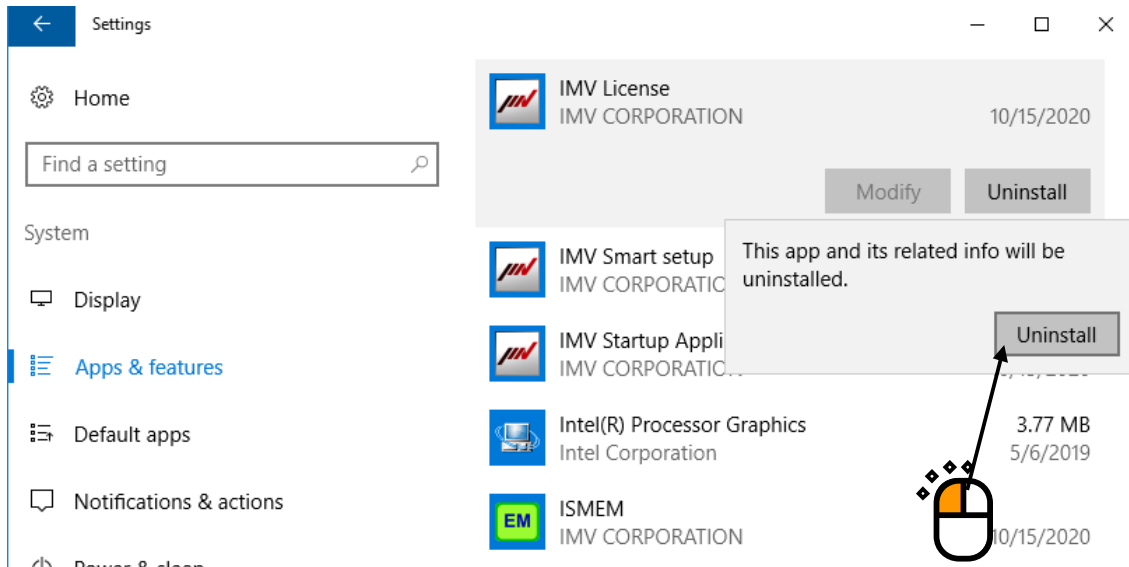 Settings
Home
Find a setting
System
Display
Apps & features
Default apps
Notifications & actions
Power & sleep
IMV License
IMV CORPORATION
10/15/2020
Modify
Uninstall
This app and its related info will be
uninstalled.
Uninstall
IMV Smart setup
IMV CORPORATIO
IMV Startup Appli
IMV CORPORATIO
Intel(R) Processor Graphics
3.77 MB
Intel Corporation
5/6/2019
EM
ISMEM
IMV CORPORATION
10/15/2020